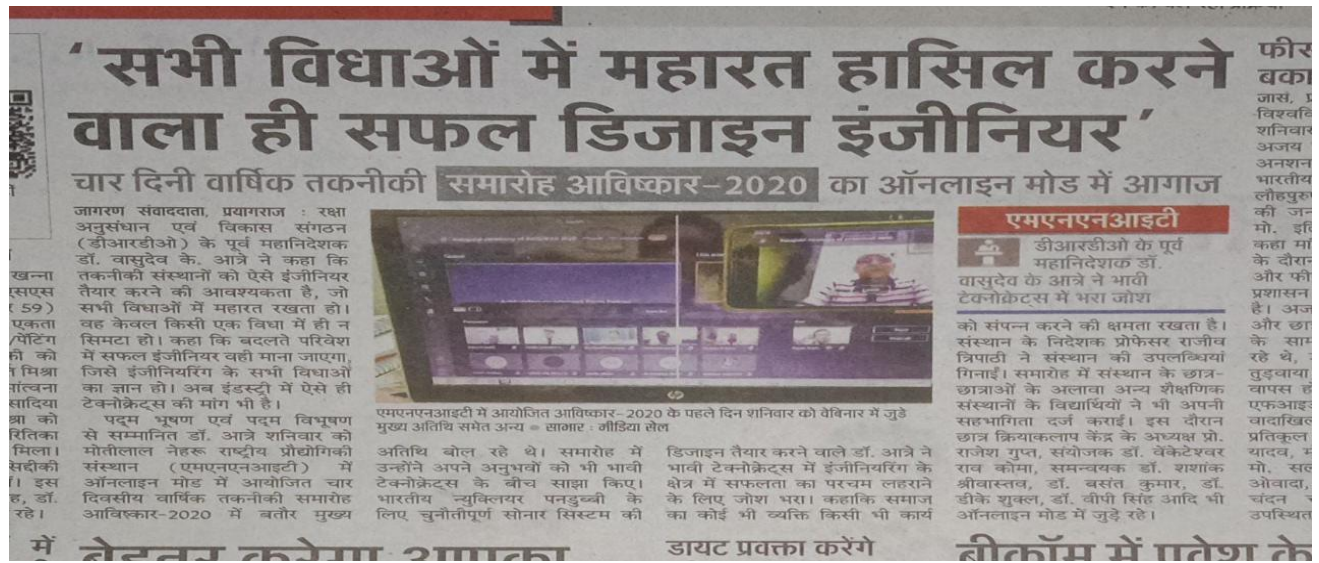 ‘सभी विधाओं में महारत हासिल करने
वाला ही सफल डिजाइन इंजीनियर’
चार दिनी वार्षिक तकनीकी समारोह आविष्कार-2020 का ऑनलाइन मोड में आगाज
जागरण संवाददाता, प्रयागराज : रक्षा
अनुसंधान एवं विकास संगठन
(डीआरडीओ) के पूर्व महानिदेशक
डॉ. वासुदेव के. आत्रे ने कहा कि
तकनीकी संस्थानों को ऐसे इंजीनियर
तैयार करने की आवश्यकता है, जो
सभी विधाओं में महारत रखता हो।
वह केवल किसी एक विधा में ही न
सिमटा हो। कहा कि बदलते परिवेश
में सफल इंजीनियर वही माना जाएगा,
जिसे इंजीनियरिंग के सभी विधाओं
का ज्ञान हो। अब इंडस्ट्री में ऐसे ही
टेक्नोक्रेट्स की मांग भी है।
पद्म भूषण एवं पद्म विभूषण
से सम्मानित डॉ. आत्रे शनिवार को
मोतीलाल नेहरू राष्ट्रीय प्रौद्योगिकी
संस्थान (एमएनएनआइटी) में
ऑनलाइन मोड में आयोजित चार
दिवसीय वार्षिक तकनीकी समारोह
आविष्कार-2020 में बतौर मुख्य
hp
एमएनएनआइटी में आयोजित आविष्कार-2020 के पहले दिन शनिवार को वेबिनार में जुड़े
मुख्य अतिथि समेत अन्य ● साभार : मीडिया सेल
अतिथि बोल रहे थे। समारोह में
उन्होंने अपने अनुभवों को भी भावी
टेक्नोक्रेट्स के बीच साझा किए।
भारतीय न्युक्लियर पनडुब्बी के
लिए चुनौतीपूर्ण सोनार सिस्टम की
डिजाइन तैयार करने वाले डॉ. आत्रे ने
भावी टेक्नोक्रेट्स में इंजीनियरिंग के
क्षेत्र में सफलता का परचम लहराने
के लिए जोश भरा। कहाकि समाज
का कोई भी व्यक्ति किसी भी कार्य
एमएनएनआइटी
डीआरडीओ के पूर्व
महानिदेशक डॉ.
वासुदेव के आत्रे ने भावी
टेक्नोक्रेट्स में भरा जोश
को संपन्न करने की क्षमता रखता है।
संस्थान के निदेशक प्रोफेसर राजीव
त्रिपाठी ने संस्थान की उपलब्धियां
गिनाईं। समारोह में संस्थान के छात्र-
छात्राओं के अलावा अन्य शैक्षणिक
संस्थानों के विद्यार्थियों ने भी अपनी
सहभागिता दर्ज कराई। इस दौरान
छात्र क्रियाकलाप केंद्र के अध्यक्ष प्रो.
राजेश गुप्त, संयोजक डॉ. वेंकटेश्वर
राव कोमा, समन्वयक डॉ. शशांक
श्रीवास्तव, डॉ. बसंत कुमार, डॉ.
डीके शुक्ल, डॉ. वीपी सिंह आदि भी
ऑनलाइन मोड में जुड़े रहे।
डायट प्रवक्ता करेंगे